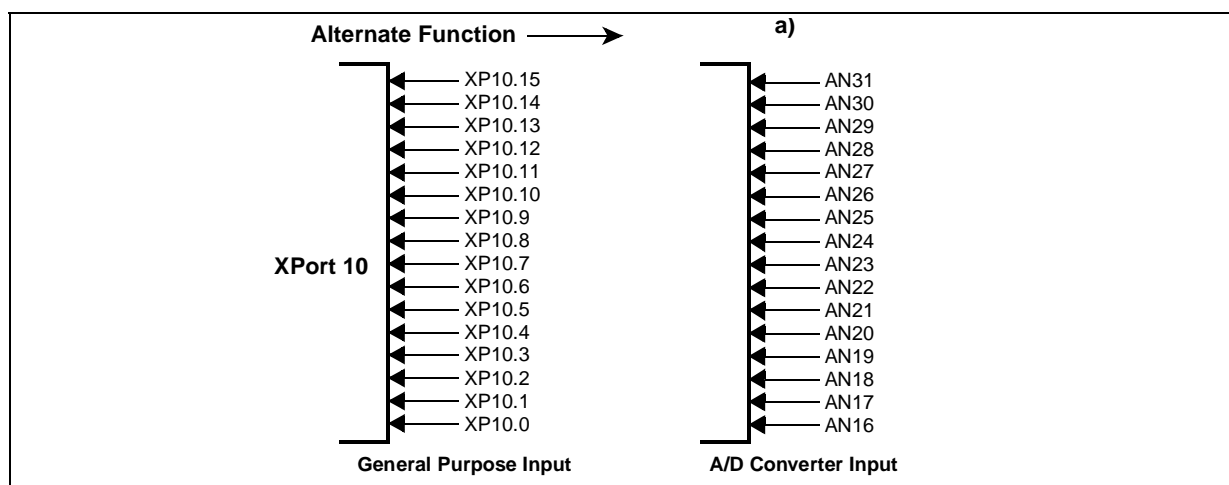 Alternate Function
a)
XP10.15
XP10.14
XP10.13
XP10.12
XP10.11
XP10.10
XP10.9
XP10.8
XP10.7
XP10.6
XP10.5
XP10.4
XP10.3
XP10.2
XP10.1
XP10.0
XPort 10
General Purpose Input
AN31
AN30
AN29
AN28
AN27
AN26
AN25
AN24
AN23
AN22
AN21
AN20
AN19
AN18
AN17
AN16
A/D Converter Input